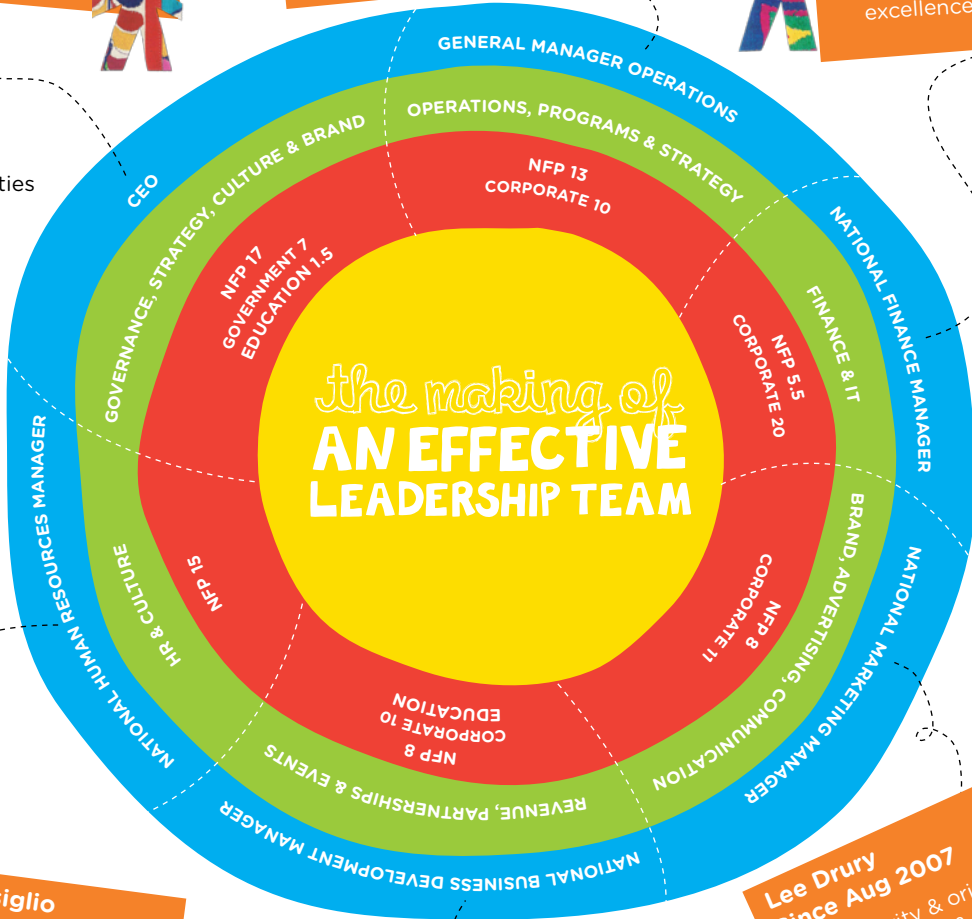 excellence
ties
CEO
GOVERNANCE, STRATEGY, CULTURE & BRAND
NFP 17
GOVERNMENT 7
EDUCATION 1.5
GENERAL MANAGER OPERATIONS
OPERATIONS, PROGRAMS & STRATEGY
NFP 13
CORPORATE 10
NATIONAL FINANCE MANAGER
FINANCE & IT
NFP 5.5
CORPORATE 20
the making of
AN EFFECTIVE
LEADERSHIP TEAM
NATIONAL MARKETING MANAGER
BRAND, ADVERTISING, COMMUNICATION
NFP 8
CORPORATE 11
NATIONAL BUSINESS DEVELOPMENT MANAGER
REVENUE, PARTNERSHIPS & EVENTS
NFP 8
CORPORATE 10
EDUCATION
NATIONAL HUMAN RESOURCES MANAGER
HR & CULTURE
NFP 15
iglio
Lee Drury
Since Aug 2007
ity & ori